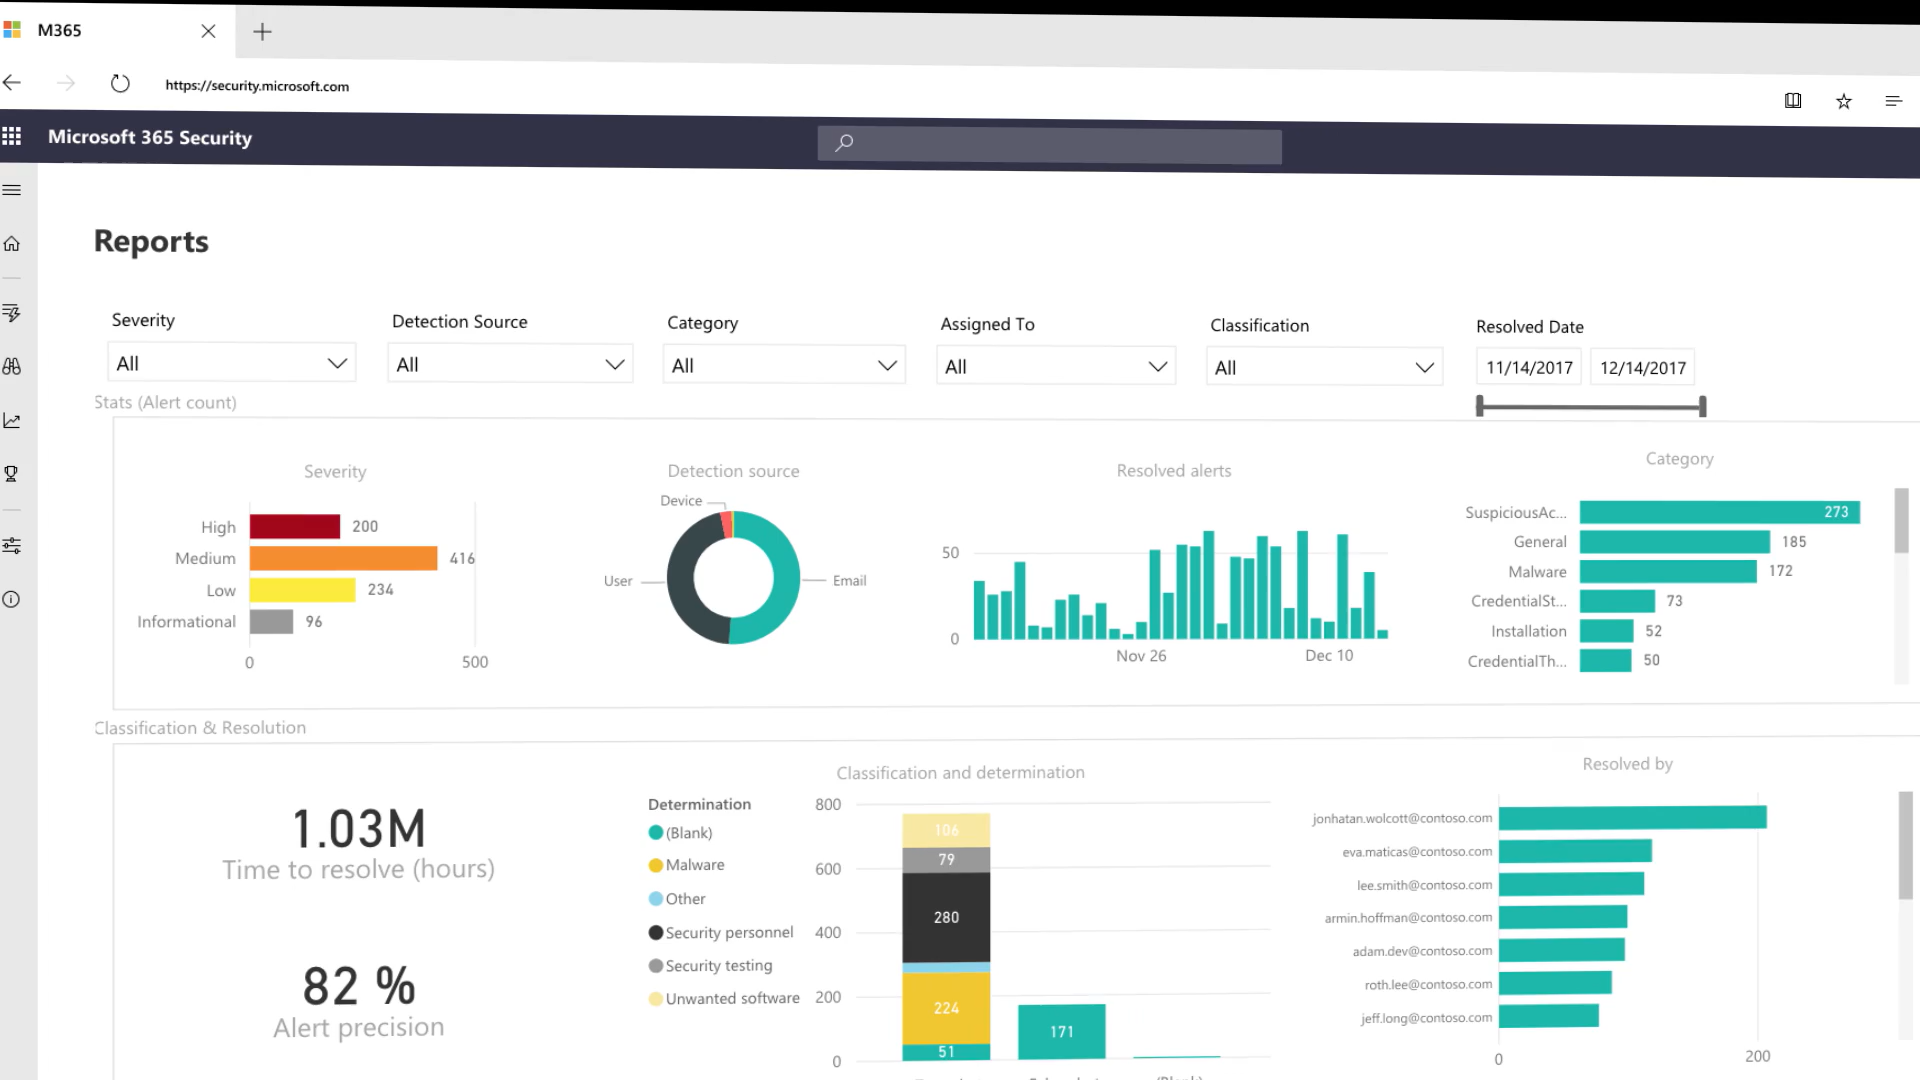 M365
https://security.microsoft.com
Microsoft 365 Security
Reports
Severity
Detection Source
Category
Assigned To
Classification
Resolved Date
All
All
All
All
All
11/14/2017
12/14/2017
Stats (Alert count)
Severity
High 200
Medium 416
Low 234
Informational 96
0 500
Detection source
Device
User
Email
Resolved alerts
50
0
Nov 26 Dec 10
Category
SuspiciousAc... 273
General 185
Malware 172
CredentialSt... 73
Installation 52
CredentialTh... 50
Classification & Resolution
1.03M
Time to resolve (hours)
82 %
Alert precision
Classification and determination
Determination
(Blank)
Malware
Other
Security personnel
Security testing
Unwanted software
800
600
400
200
0
106
79
280
224
51
171
Resolved by
jonhatan.wolcott@contoso.com
eva.maticas@contoso.com
lee.smith@contoso.com
armin.hoffman@contoso.com
adam.dev@contoso.com
roth.lee@contoso.com
jeff.long@contoso.com
0 200